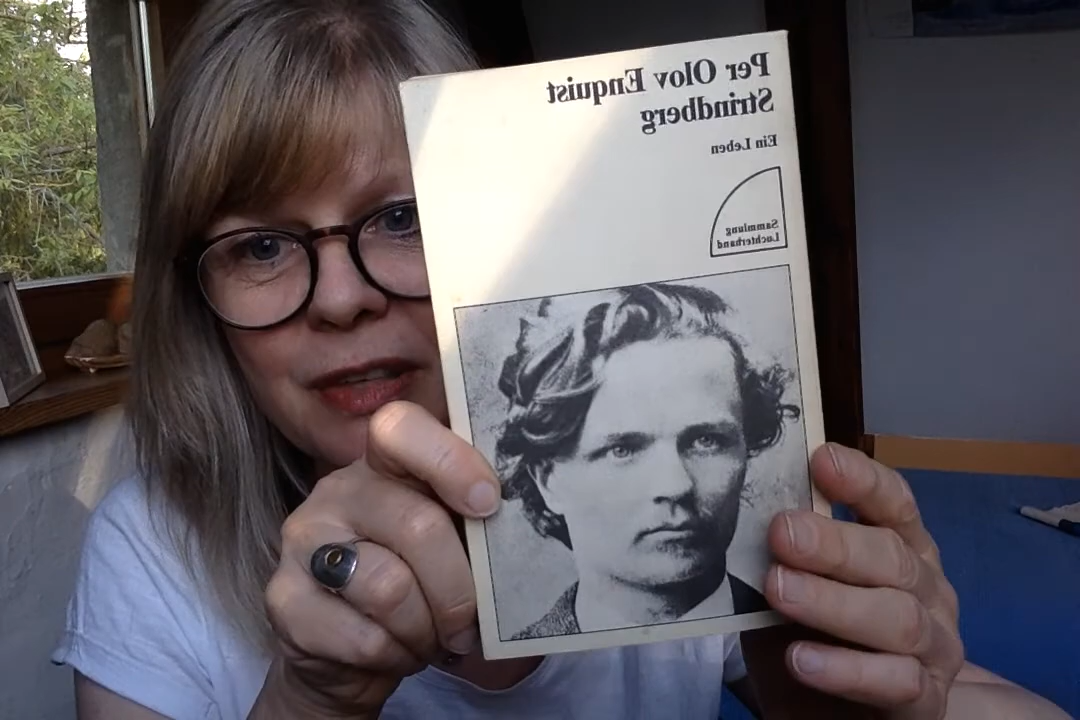 Per Olov Enquist
Strindberg
Ein Leben
Sammlung
Luchterhand